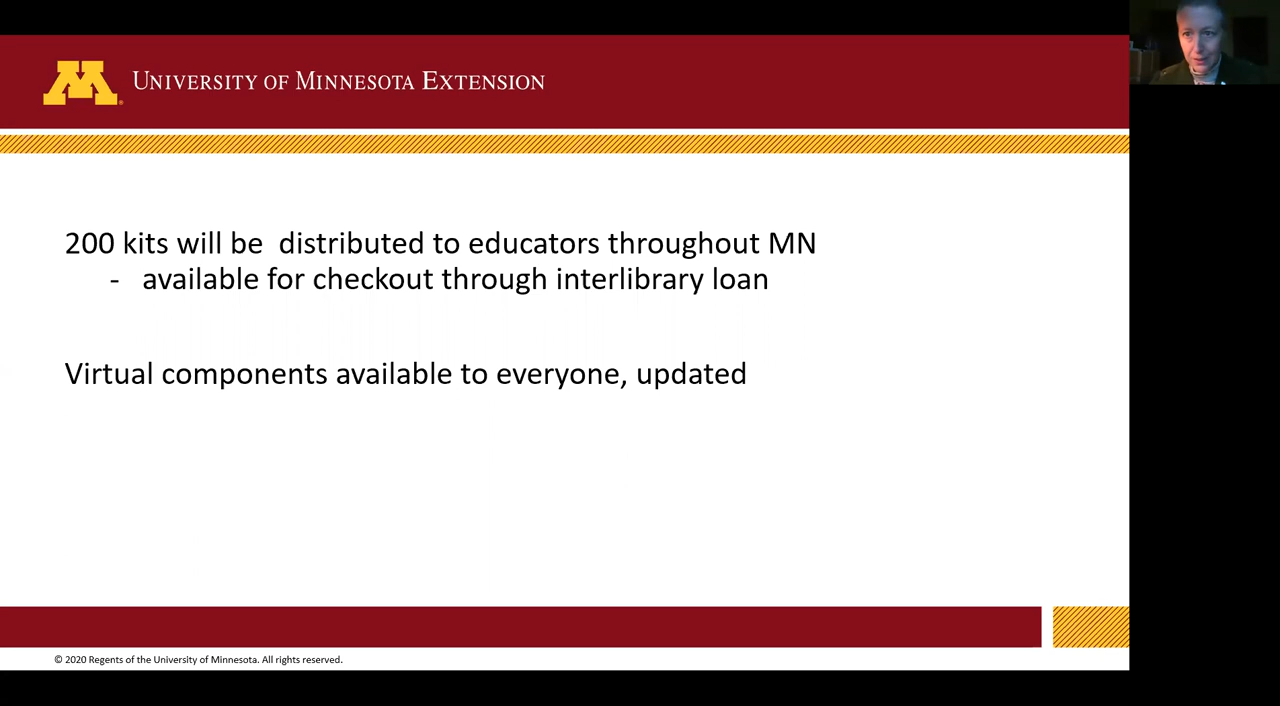 M
UNIVERSITY OF MINNESOTA EXTENSION
200 kits will be  distributed to educators throughout MN
- available for checkout through interlibrary loan
Virtual components available to everyone, updated
© 2020 Regents of the University of Minnesota. All rights reserved.